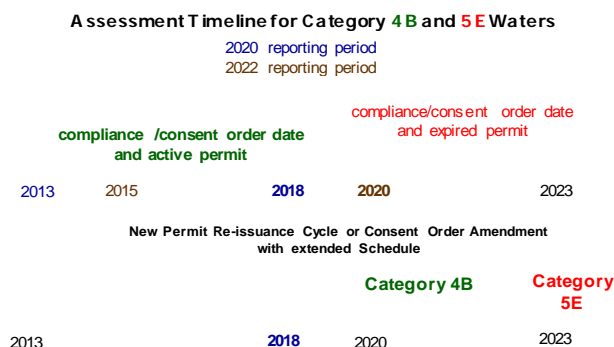 Assessment Timeline for Category 4B and 5E Waters
2020 reporting period
2022 reporting period
compliance/consent order date
and expired permit
compliance /consent order date
and active permit
2013 2015 2018 2020 2023
New Permit Re-issuance Cycle or Consent Order Amendment
with extended Schedule
Category 4B
Category
5E
2013 2018 2020 2023